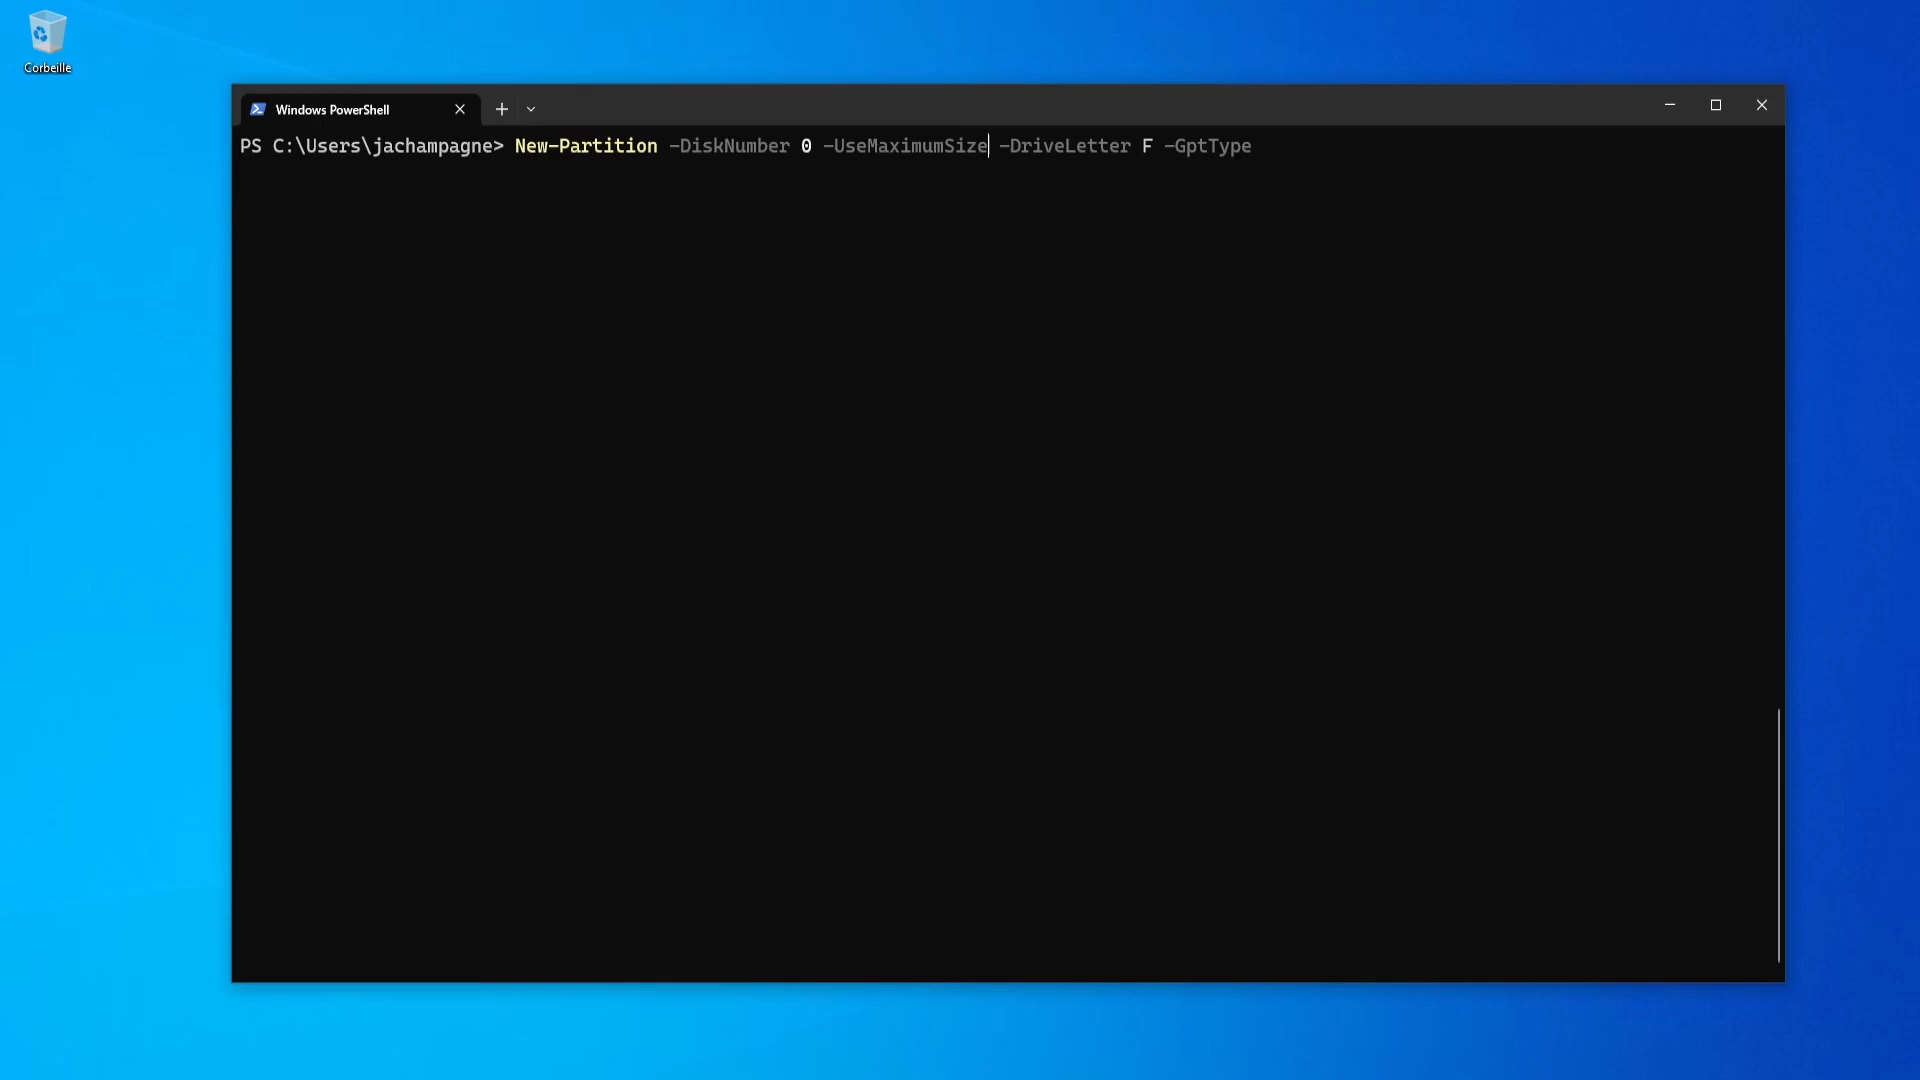 Corbeille
Windows PowerShell
PS C:\Users\jachampagne> New-Partition -DiskNumber 0 -UseMaximumSize -DriveLetter F -GptType